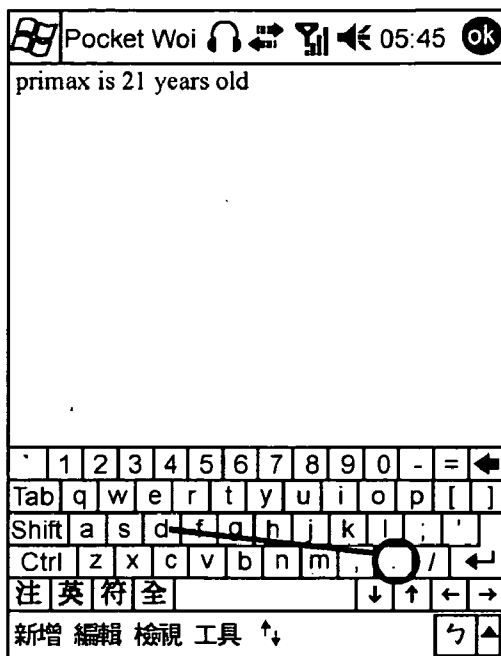 Pocket Woi 05:45 ok
primax is 21 years old
` 1 2 3 4 5 6 7 8 9 0 - = ←
Tab q w e r t y u i o p [ ]
Shift a s d f g h j k l ; '
Ctrl z x c v b n m , . / ↵
注 英 符 全 ↓ ↑ ← →
新增 編輯 檢視 工具 ↑↓ ㄅ ▲